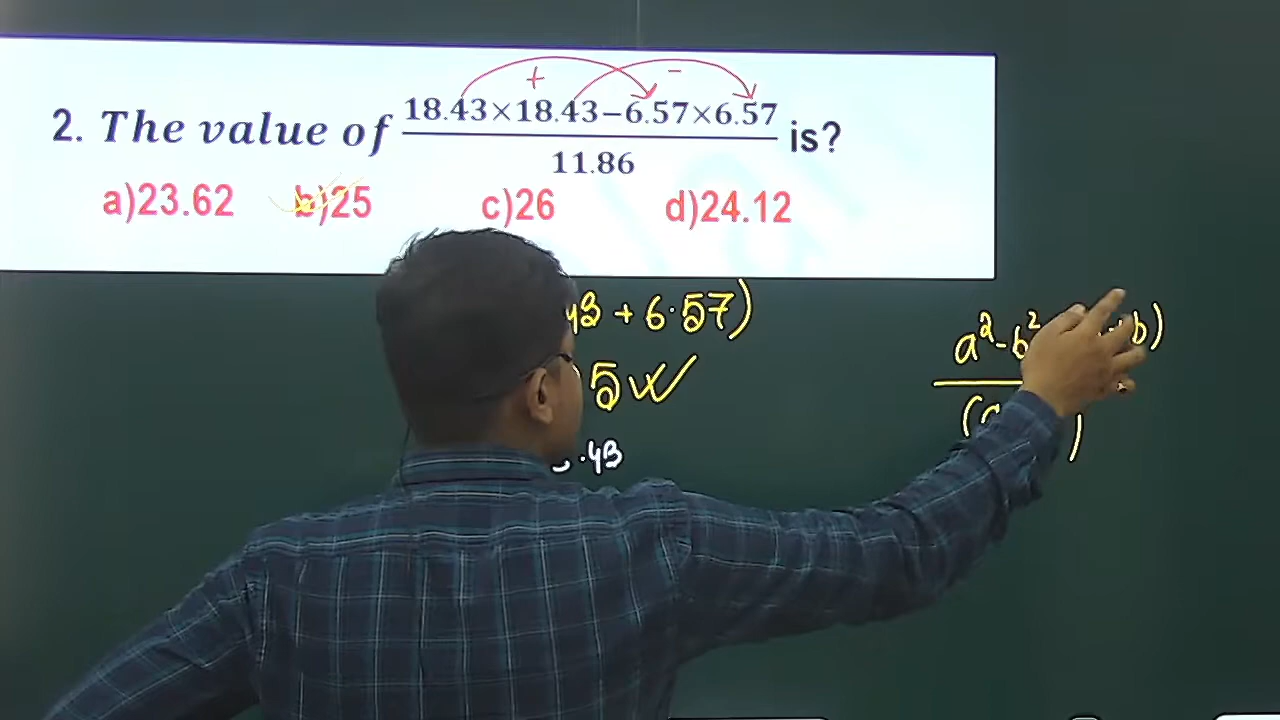 + −
2. The value of (18.43×18.43−6.57×6.57)/11.86 is?
a)23.62 b)25 c)26 d)24.12
43 + 6.57)
5
.43
a²-b² b)
( )